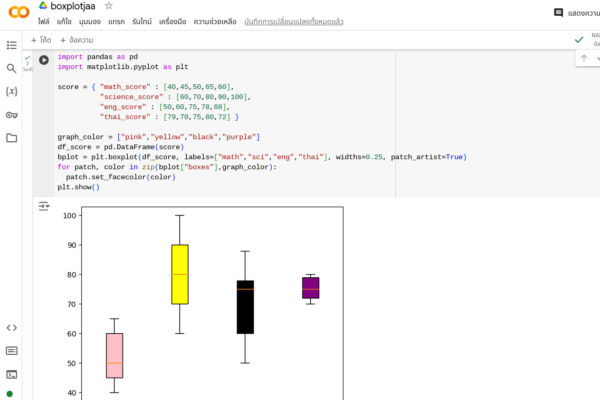 boxplotjaa
ไฟล์ แก้ไข มุมมอง แทรก รันไทม์ เครื่องมือ ความช่วยเหลือ บันทึกการเปลี่ยนแปลงทั้งหมดแล้ว
แสดงความ
+ โค้ด + ข้อความ
RA
import pandas as pd
import matplotlib.pyplot as plt
score = { "math_score" : [40,45,50,65,60],
"science_score" : [60,70,80,90,100],
"eng_score" : [50,60,75,78,88],
"thai_score" : [79,70,75,80,72] }
graph_color = ["pink","yellow","black","purple"]
df_score = pd.DataFrame(score)
bplot = plt.boxplot(df_score, labels=["math","sci","eng","thai"], widths=0.25, patch_artist=True)
for patch, color in zip(bplot["boxes"],graph_color):
patch.set_facecolor(color)
plt.show()
100
90
80
70
60
50
40